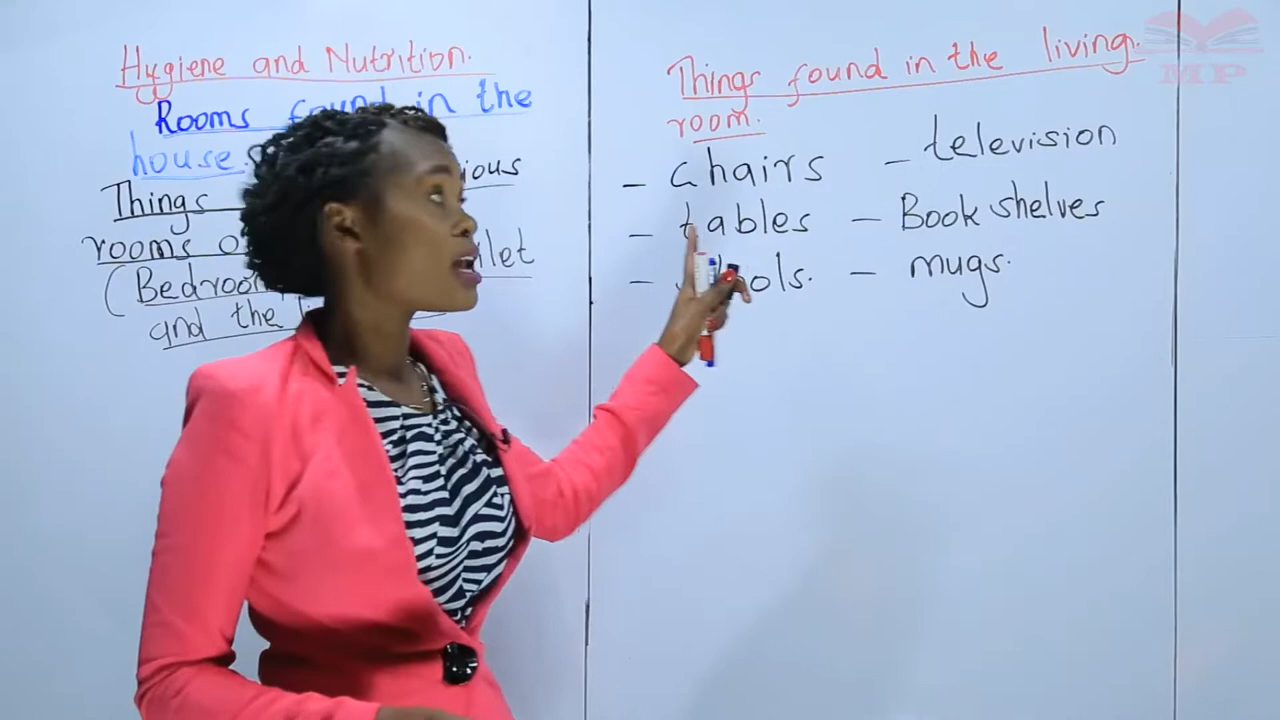 Hygiene and Nutrition.
Rooms found in the
house.
Things
rooms
(Bedroom
and the
Things found in the living
room.
- chairs
- tables
-
- television
- Book shelves
- mugs.
MP